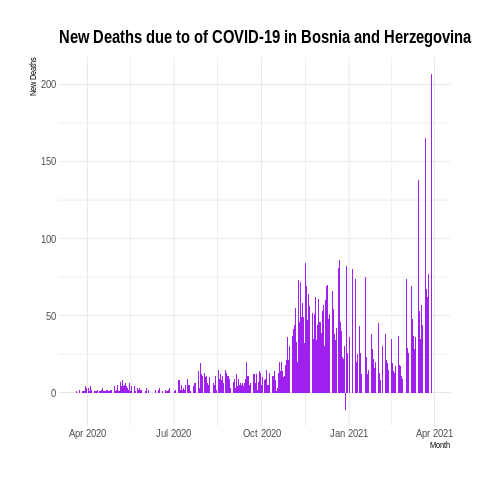 New Deaths due to of COVID-19 in Bosnia and Herzegovina
New Deaths
200
150
100
50
0
Apr 2020 Jul 2020 Oct 2020 Jan 2021 Apr 2021
Month